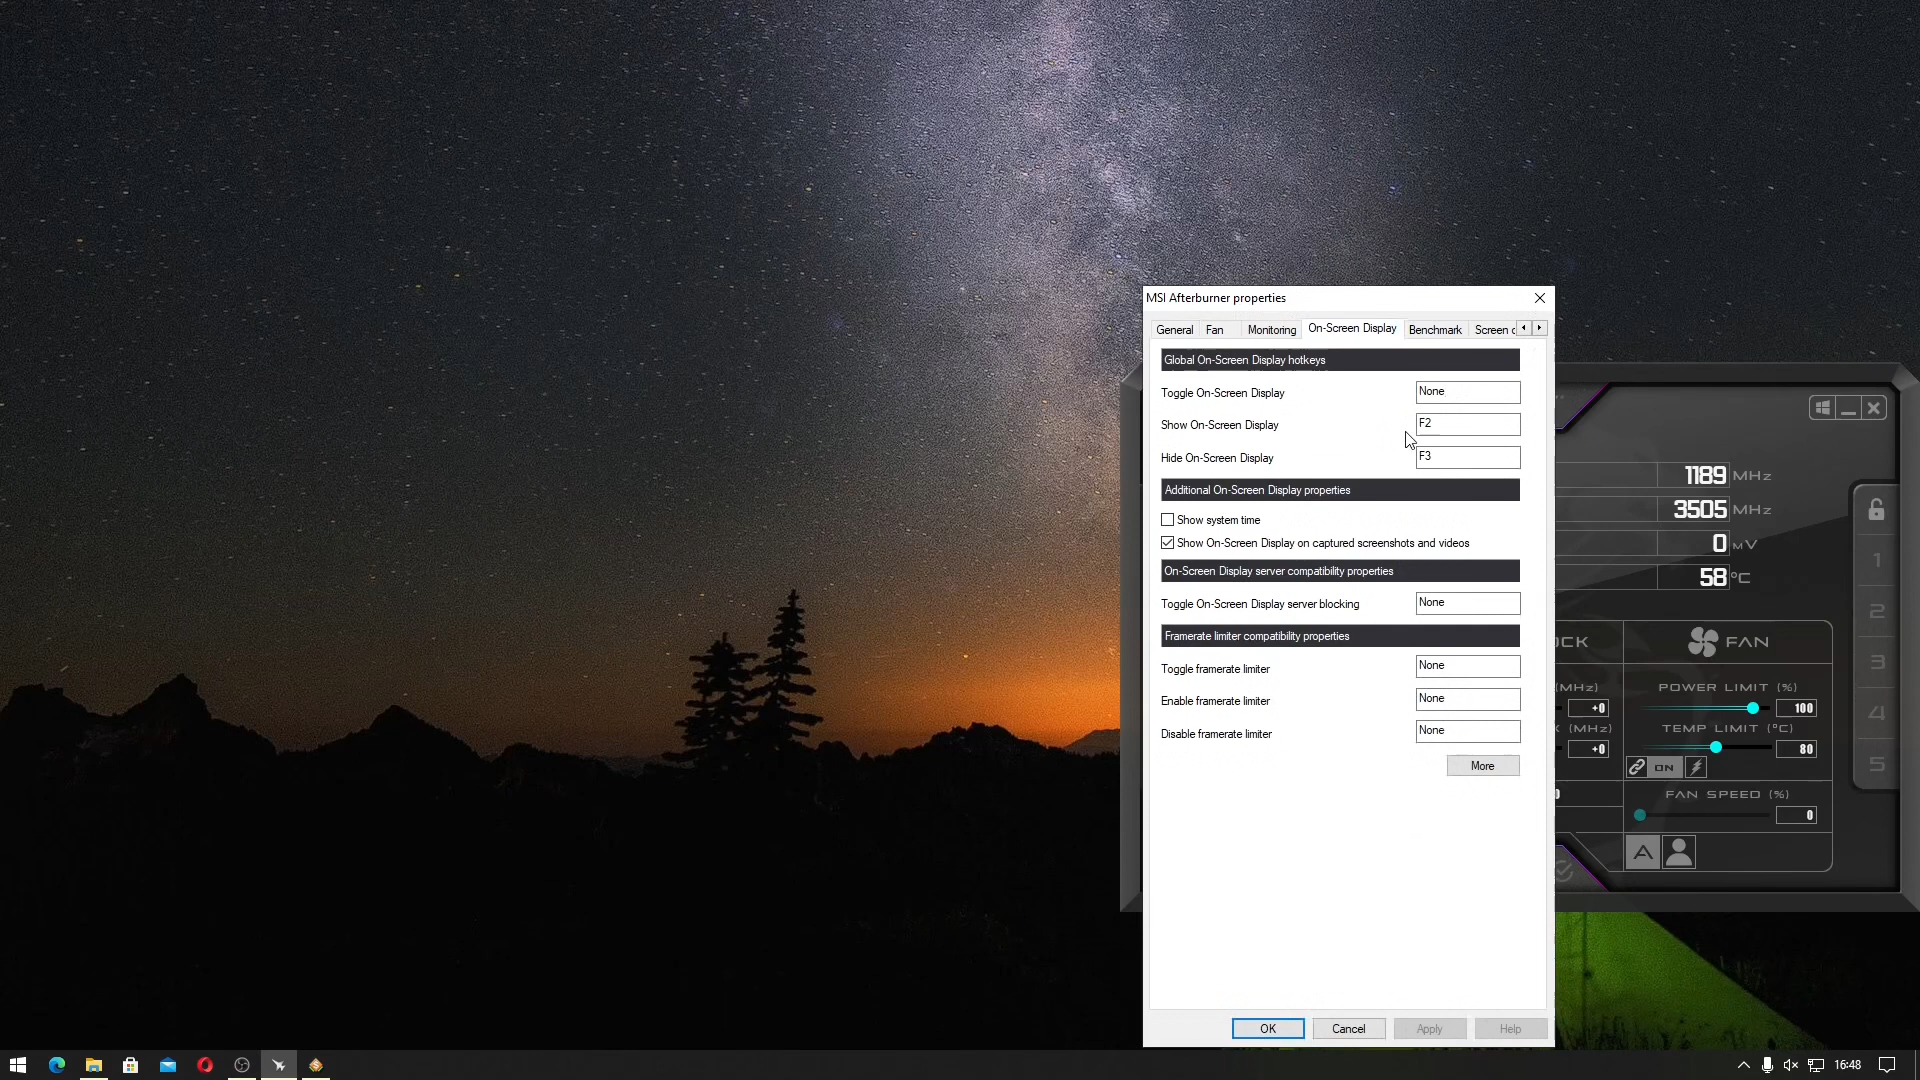 MSI Afterburner properties
General Fan Monitoring On-Screen Display Benchmark Screen c
Global On-Screen Display hotkeys
Toggle On-Screen Display None
Show On-Screen Display F2
Hide On-Screen Display F3
Additional On-Screen Display properties
Show system time
Show On-Screen Display on captured screenshots and videos
On-Screen Display server compatibility properties
Toggle On-Screen Display server blocking None
Framerate limiter compatibility properties
Toggle framerate limiter None
Enable framerate limiter None
Disable framerate limiter None
More
OK Cancel Apply Help
1189 MHz
3505 MHz
0 MV
58 °C
OCK FAN
(MHz) POWER LIMIT (%)
+0 100
K (MHz) TEMP LIMIT (°C)
+0 80
ON
FAN SPEED (%)
0 0
A
1
2
3
4
5
16:48